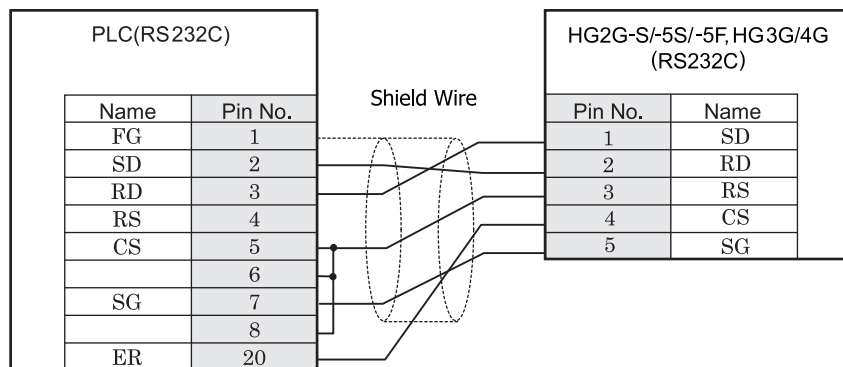 PLC(RS232C)
HG2G-S/-5S/-5F, HG3G/4G
(RS232C)
Shield Wire
Name Pin No.
FG 1
SD 2
RD 3
RS 4
CS 5
6
SG 7
8
ER 20
Pin No. Name
1 SD
2 RD
3 RS
4 CS
5 SG